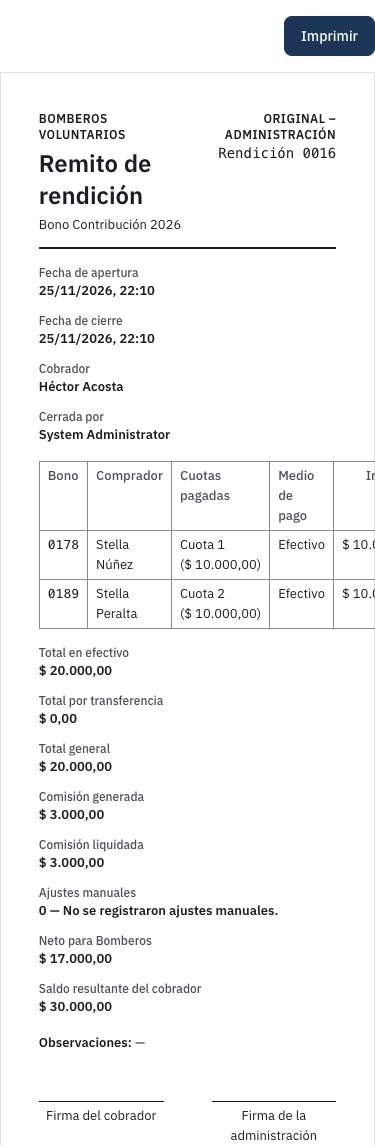 Imprimir
BOMBEROS
VOLUNTARIOS
ORIGINAL –
ADMINISTRACIÓN
Rendición 0016
Remito de
rendición
Bono Contribución 2026
Fecha de apertura
25/11/2026, 22:10
Fecha de cierre
25/11/2026, 22:10
Cobrador
Héctor Acosta
Cerrada por
System Administrator
Bono Comprador Cuotas pagadas Medio de pago
0178 Stella Núñez Cuota 1 ($ 10.000,00) Efectivo
0189 Stella Peralta Cuota 2 ($ 10.000,00) Efectivo
Total en efectivo
$ 20.000,00
Total por transferencia
$ 0,00
Total general
$ 20.000,00
Comisión generada
$ 3.000,00
Comisión liquidada
$ 3.000,00
Ajustes manuales
0 — No se registraron ajustes manuales.
Neto para Bomberos
$ 17.000,00
Saldo resultante del cobrador
$ 30.000,00
Observaciones: —
Firma del cobrador
Firma de la
administración